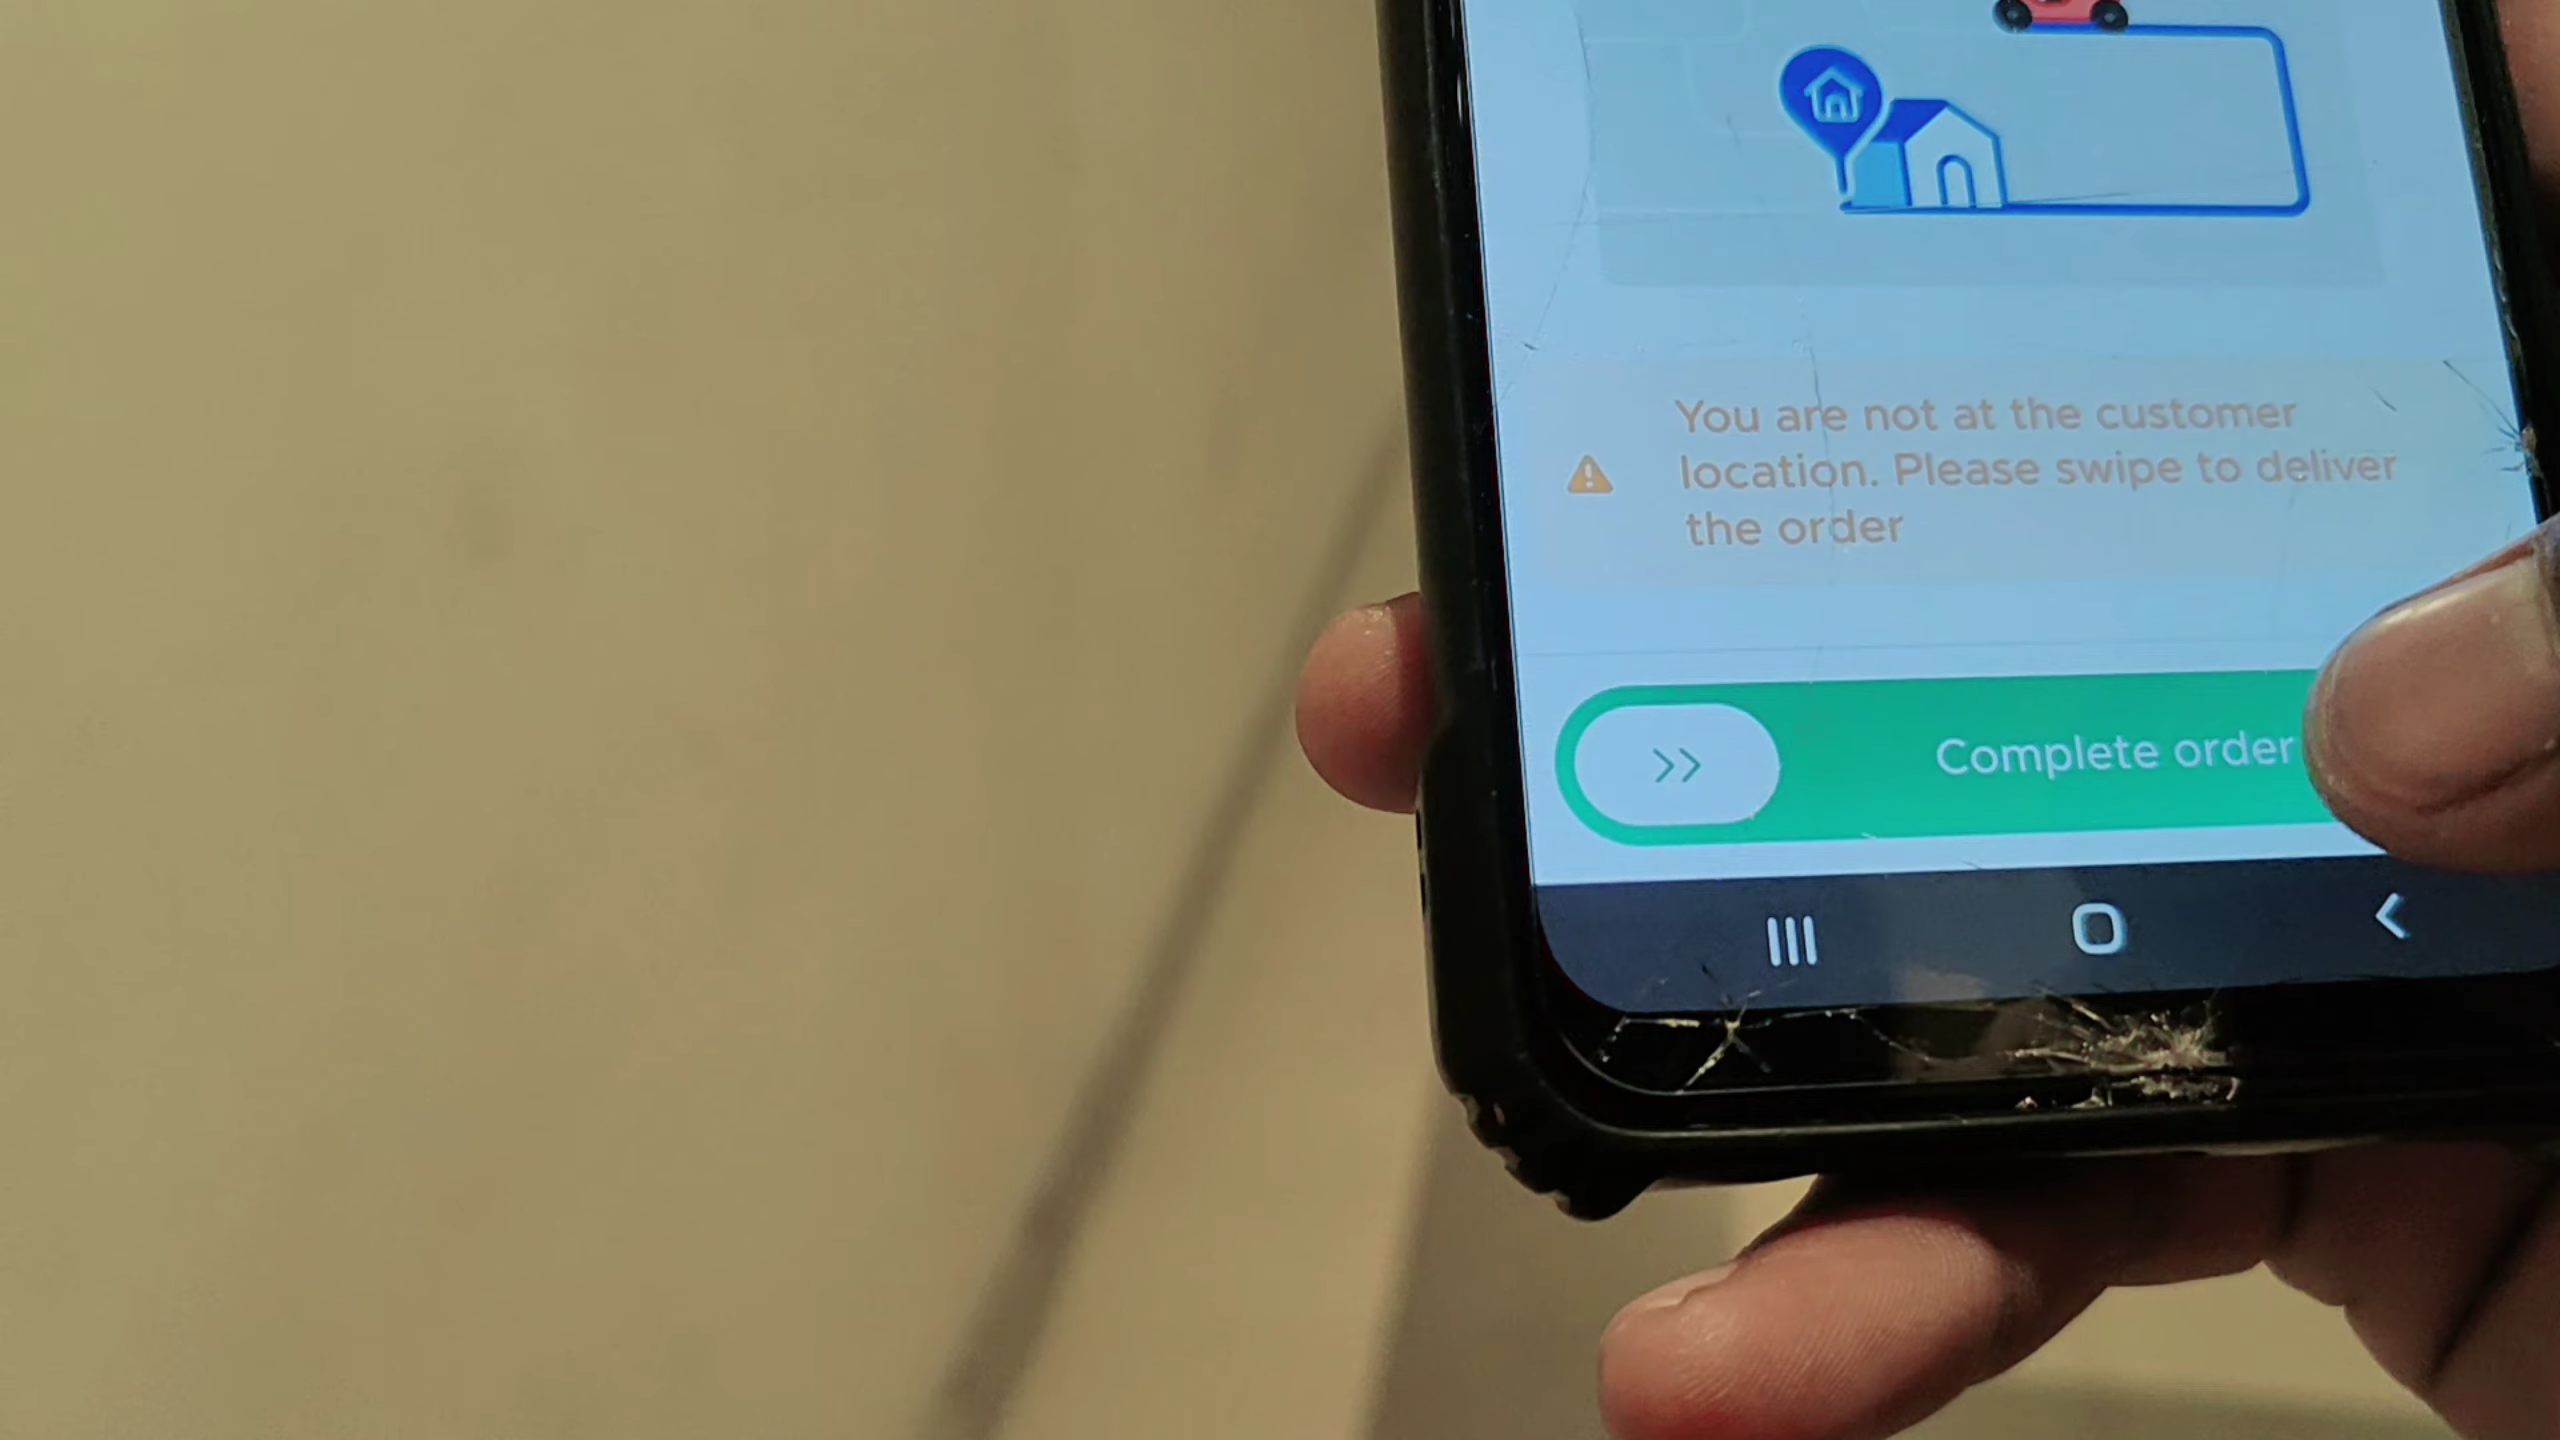 You are not at the customer
location. Please swipe to deliver
the order
Complete order